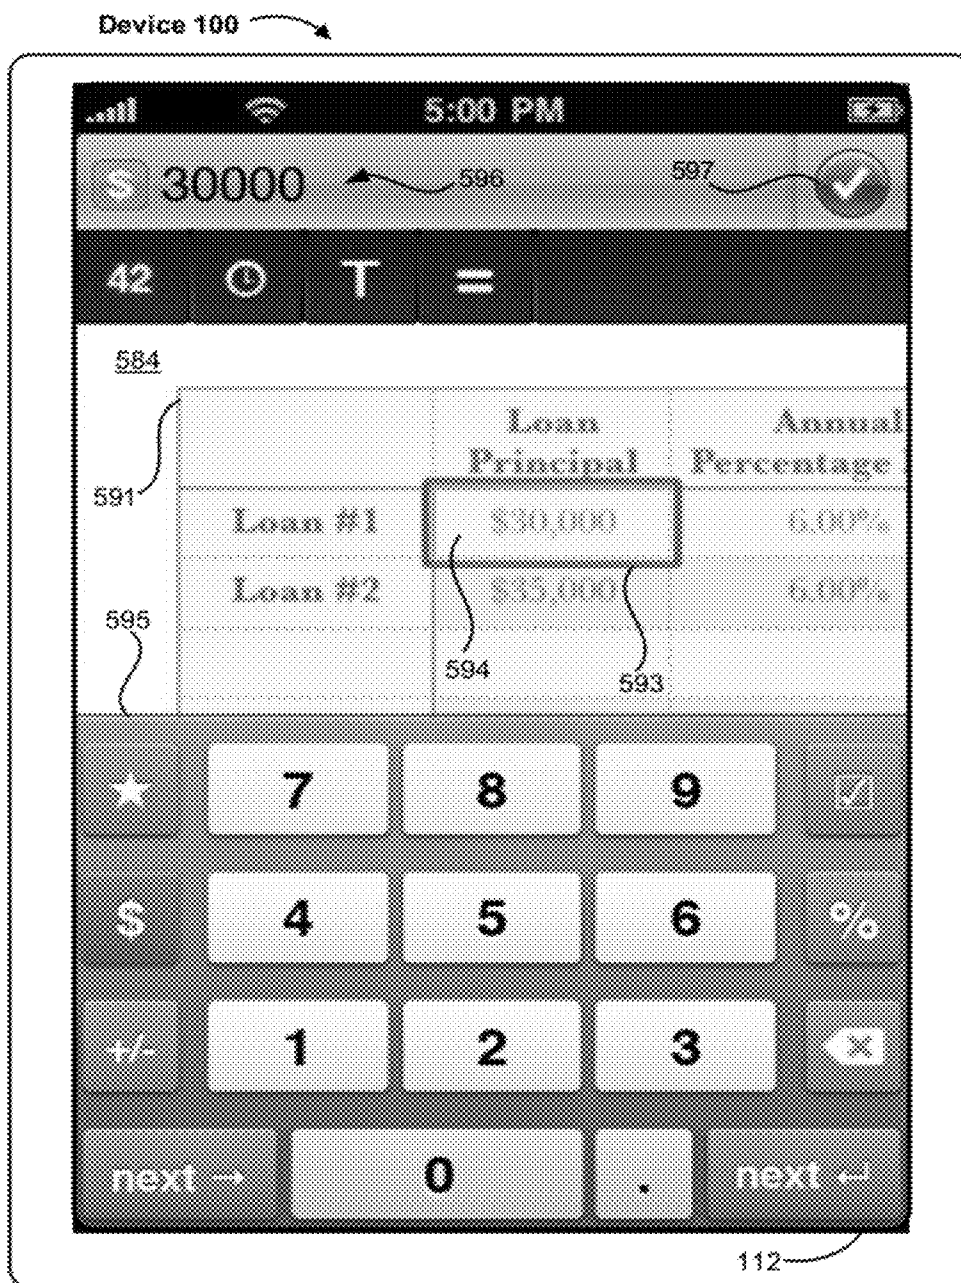 Device 100
5:00 PM
$ 30000 596 597
42 T =
584
Loan Annual
Principal Percentage
591
Loan #1 $30,000 6.00%
Loan #2 $35,000 6.00%
595
594 593
7 8 9
$ 4 5 6 %
+/- 1 2 3
next → 0 . next ↵
112